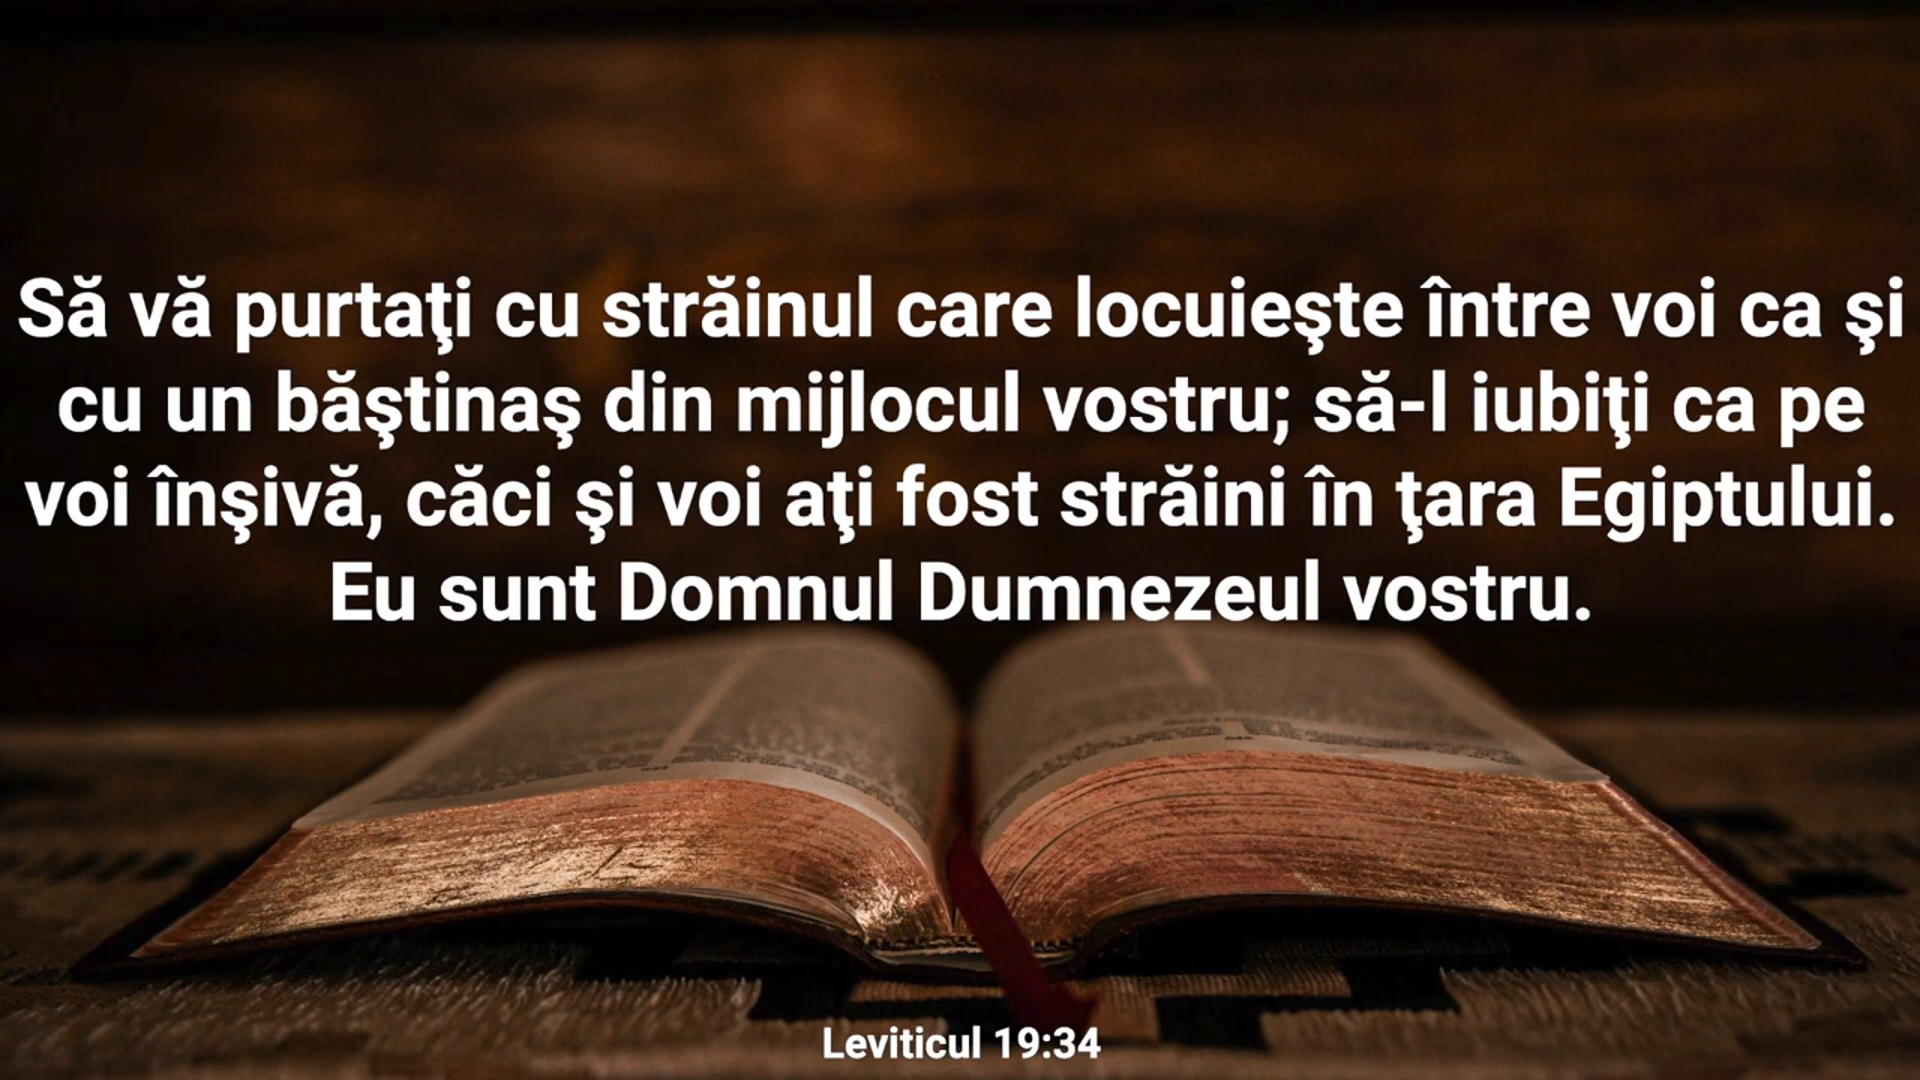 Să vă purtaţi cu străinul care locuieşte între voi ca şi
cu un băştinaş din mijlocul vostru; să-l iubiţi ca pe
voi înşivă, căci şi voi aţi fost străini în ţara Egiptului.
Eu sunt Domnul Dumnezeul vostru.
Leviticul 19:34